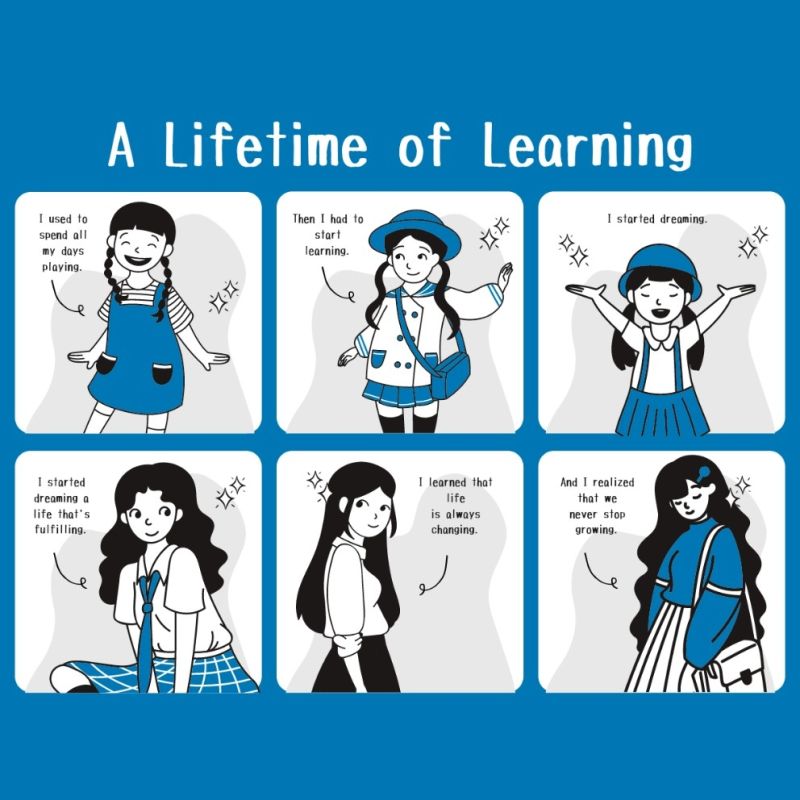 A Lifetime of Learning
I used to
spend all
my days
playing.
Then I had to
start
learning.
I started dreaming.
I started
dreaming a
life that's
fulfilling.
I learned that
life
is always
changing.
And I realized
that we
never stop
growing.